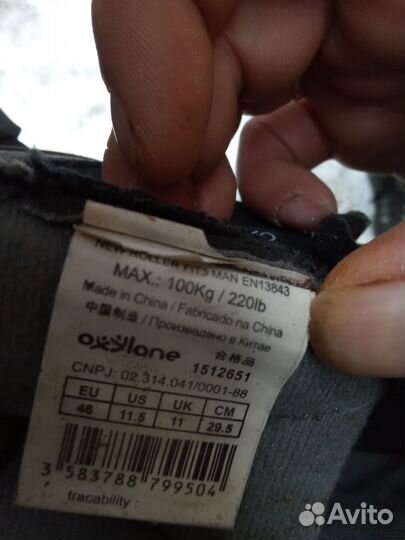 NEW ROLLER FIT3 MAN EN13843
MAX.: 100Kg / 220lb
Made in China / Fabricado na China
中国制造 / Произведено в Китае
oxylane 合格品
1512651
CNPJ: 02.314.041/0001-88
EU US UK CM
46 11.5 11 29.5
3 583788 799504
tracability :
Avito